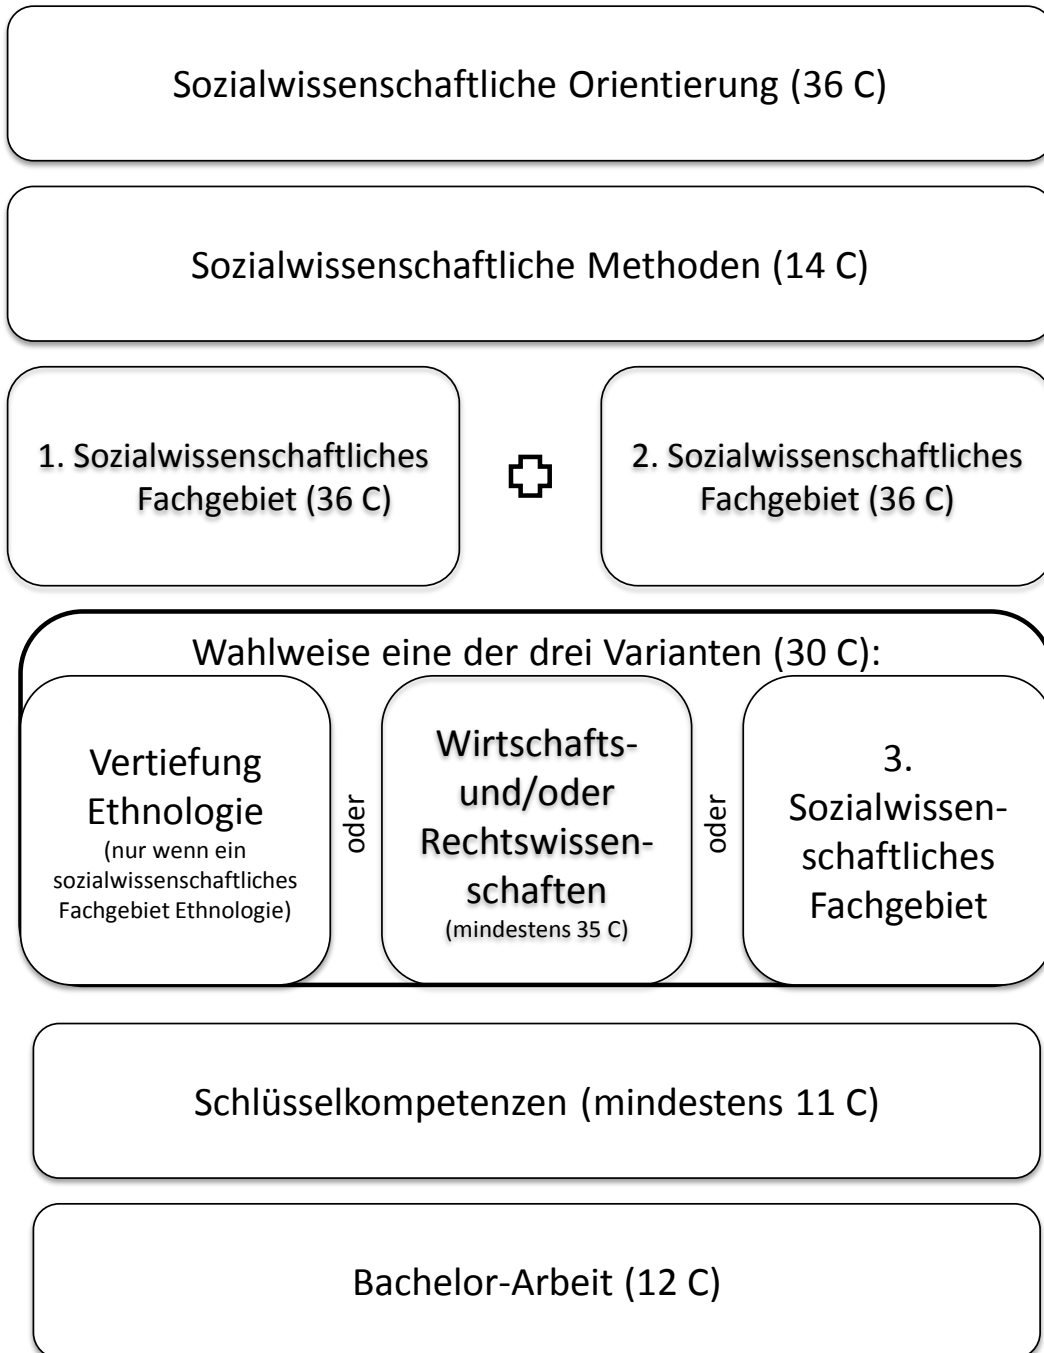 Sozialwissenschaftliche Orientierung (36 C)
Sozialwissenschaftliche Methoden (14 C)
1. Sozialwissenschaftliches
Fachgebiet (36 C)
2. Sozialwissenschaftliches
Fachgebiet (36 C)
Wahlweise eine der drei Varianten (30 C):
Vertiefung
Ethnologie
(nur wenn ein
sozialwissenschaftliches
Fachgebiet Ethnologie)
oder
Wirtschafts-
und/oder
Rechtswissen-
schaften
(mindestens 35 C)
oder
3.
Sozialwissen-
schaftliches
Fachgebiet
Schlüsselkompetenzen (mindestens 11 C)
Bachelor-Arbeit (12 C)